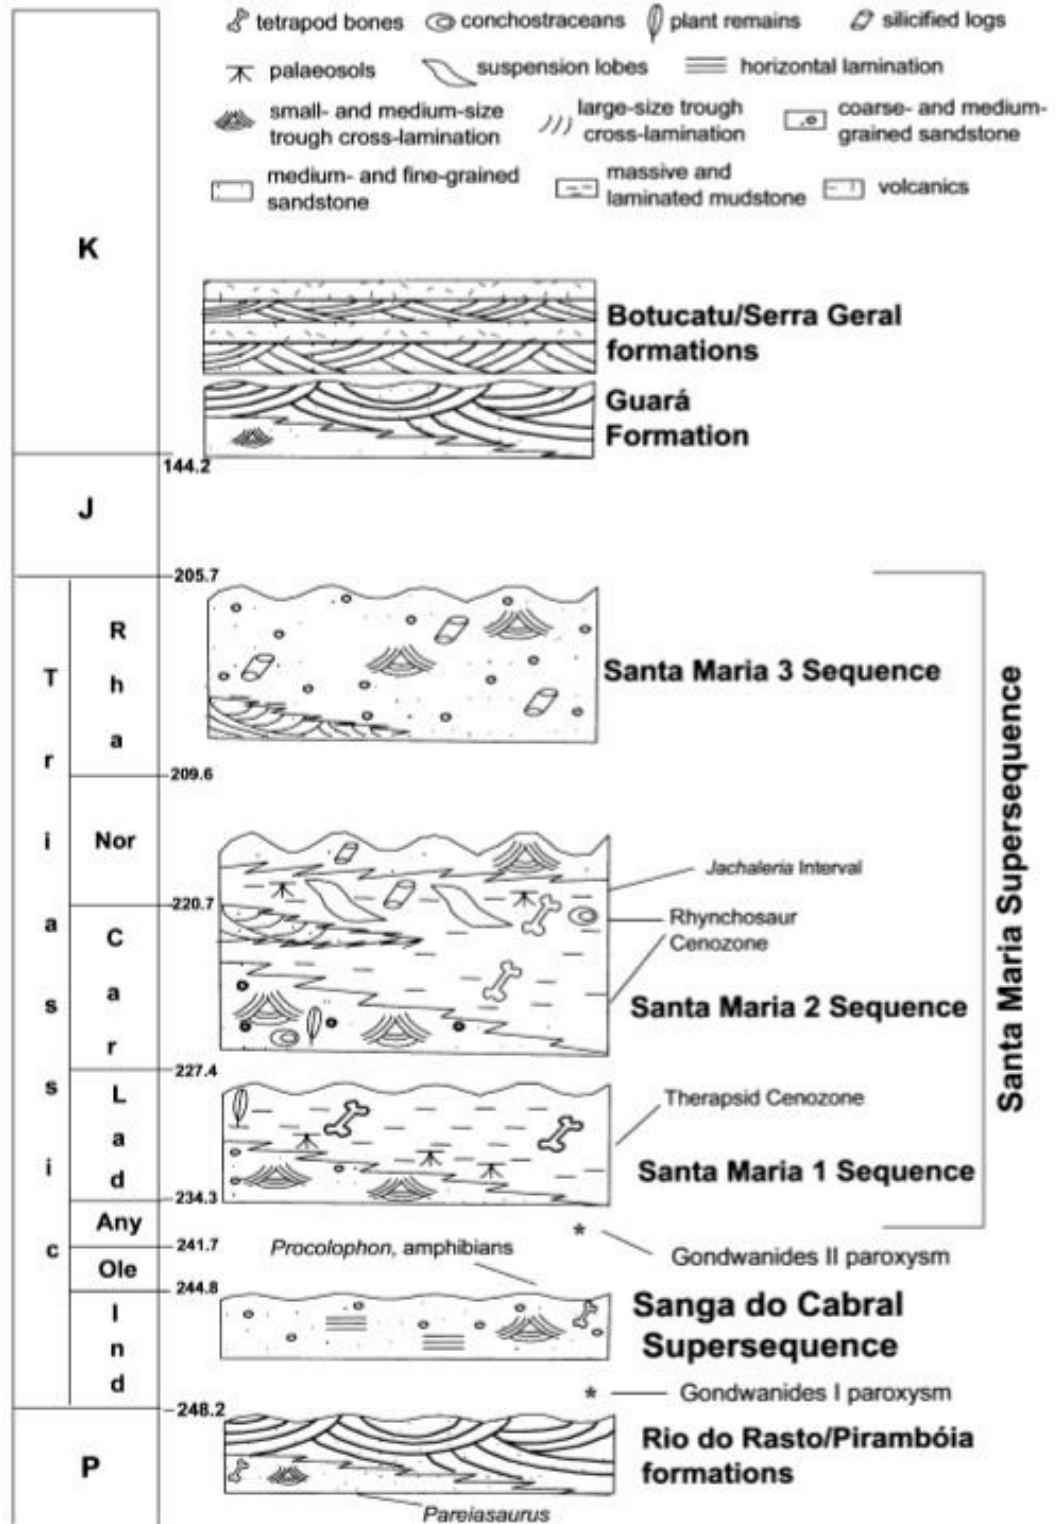 tetrapod bones
conchostraceans
plant remains
silicified logs
palaeosols
suspension lobes
horizontal lamination
small- and medium-size
trough cross-lamination
large-size trough
cross-lamination
coarse- and medium-
grained sandstone
medium- and fine-grained
sandstone
massive and
laminated mudstone
volcanics
K
Botucatu/Serra Geral
formations
Guará
Formation
144.2
J
205.7
T
r
i
a
s
s
i
c
R
h
a
Santa Maria 3 Sequence
209.6
Nor
Jachaleria Interval
220.7
Rhynchosaur
Cenozone
C
a
r
Santa Maria 2 Sequence
227.4
L
a
d
Therapsid Cenozone
Santa Maria 1 Sequence
234.3
Santa Maria Supersequence
Any
*
Gondwanides II paroxysm
241.7
Procolophon, amphibians
Ole
244.8
I
n
d
Sanga do Cabral
Supersequence
* Gondwanides I paroxysm
248.2
P
Rio do Rasto/Pirambóia
formations
Pareiasaurus